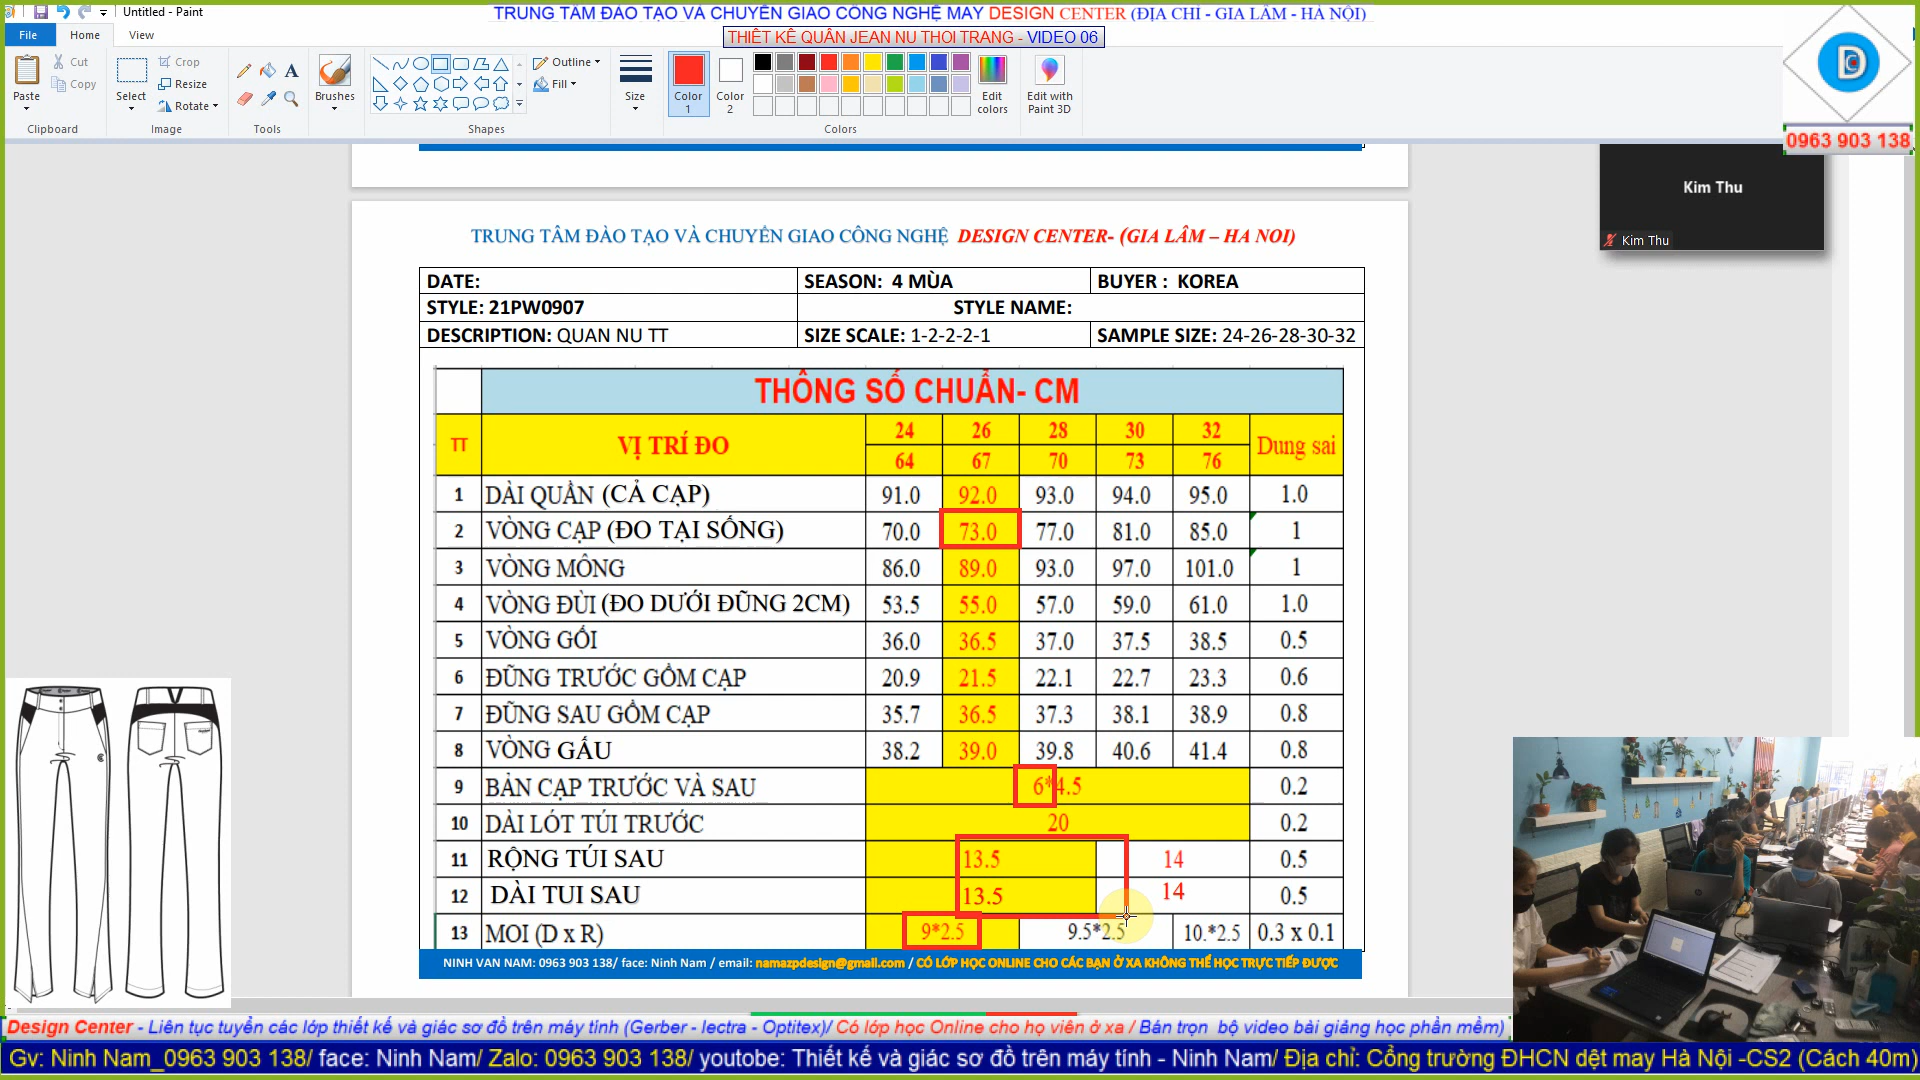 Untitled - Paint
TRUNG TÂM ĐÀO TẠO VÀ CHUYỂN GIAO CÔNG NGHỆ MAY DESIGN CENTER (ĐỊA CHỈ - GIA LÂM - HÀ NỘI)
File Home View
THIẾT KẾ QUẦN JEAN NU THOI TRANG - VIDEO 06
Paste Cut Copy
Clipboard
Select Crop Resize Rotate
Image
Tools
Brushes
Shapes
Outline
Fill
Size
Color 1
Color 2
Colors
Edit colors
Edit with Paint 3D
0963 903 138
Kim Thu
Kim Thu
TRUNG TÂM ĐÀO TẠO VÀ CHUYỂN GIAO CÔNG NGHỆ DESIGN CENTER- (GIA LÂM – HA NOI)
DATE: SEASON: 4 MÙA BUYER : KOREA
STYLE: 21PW0907 STYLE NAME:
DESCRIPTION: QUAN NU TT SIZE SCALE: 1-2-2-2-1 SAMPLE SIZE: 24-26-28-30-32
THÔNG SỐ CHUẨN- CM
TT VỊ TRÍ ĐO 24 26 28 30 32 Dung sai
64 67 70 73 76
1 DÀI QUẦN (CẢ CẠP) 91.0 92.0 93.0 94.0 95.0 1.0
2 VÒNG CẠP (ĐO TẠI SỐNG) 70.0 73.0 77.0 81.0 85.0 1
3 VÒNG MÔNG 86.0 89.0 93.0 97.0 101.0 1
4 VÒNG ĐÙI (ĐO DƯỚI ĐŨNG 2CM) 53.5 55.0 57.0 59.0 61.0 1.0
5 VÒNG GỐI 36.0 36.5 37.0 37.5 38.5 0.5
6 ĐŨNG TRƯỚC GỒM CẠP 20.9 21.5 22.1 22.7 23.3 0.6
7 ĐŨNG SAU GỒM CẠP 35.7 36.5 37.3 38.1 38.9 0.8
8 VÒNG GẤU 38.2 39.0 39.8 40.6 41.4 0.8
9 BẢN CẠP TRƯỚC VÀ SAU 6*4.5 0.2
10 DÀI LÓT TÚI TRƯỚC 20 0.2
11 RỘNG TÚI SAU 13.5 14 0.5
12 DÀI TUI SAU 13.5 14 0.5
13 MOI (D x R) 9*2.5 9.5*2.5 10.*2.5 0.3 x 0.1
NINH VAN NAM: 0963 903 138/ face: Ninh Nam / email: namazpdesign@gmail.com / CÓ LỚP HỌC ONLINE CHO CÁC BẠN Ở XA KHÔNG THỂ HỌC TRỰC TIẾP ĐƯỢC
Design Center - Liên tục tuyển các lớp thiết kế và giác sơ đồ trên máy tính (Gerber - lectra - Optitex)/ Có lớp học Online cho họ viên ở xa / Bán trọn bộ video bài giảng học phần mềm)
Gv: Ninh Nam_0963 903 138/ face: Ninh Nam/ Zalo: 0963 903 138/ youtobe: Thiết kế và giác sơ đồ trên máy tính - Ninh Nam/ Địa chỉ: Cổng trường ĐHCN dệt may Hà Nội -CS2 (Cách 40m)